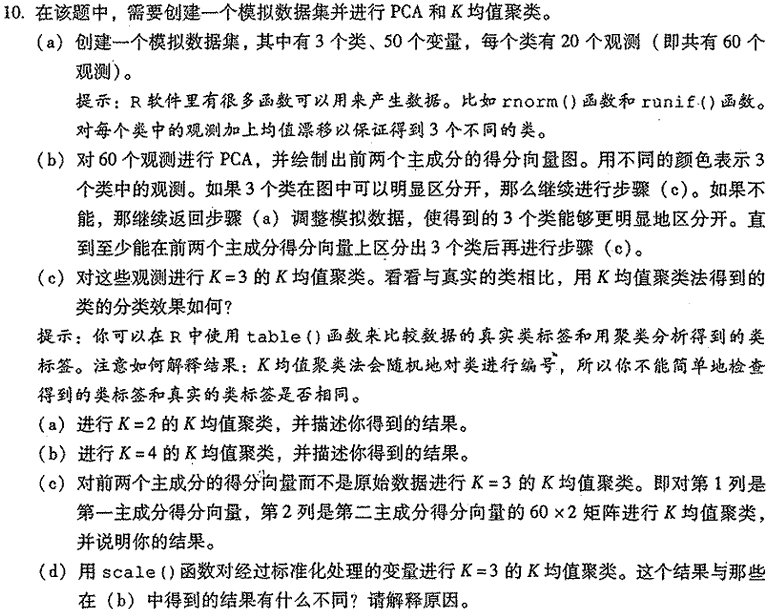 10. 在该题中，需要创建一个模拟数据集并进行 PCA 和 K 均值聚类。
(a) 创建一个模拟数据集，其中有 3 个类、50 个变量，每个类有 20 个观测（即共有 60 个
观测）。
提示：R 软件里有很多函数可以用来产生数据。比如 rnorm() 函数和 runif() 函数。
对每个类中的观测加上均值漂移以保证得到 3 个不同的类。
(b) 对 60 个观测进行 PCA，并绘制出前两个主成分的得分向量图。用不同的颜色表示 3
个类中的观测。如果 3 个类在图中可以明显区分开，那么继续进行步骤（c）。如果不
能，那继续返回步骤（a）调整模拟数据，使得到的 3 个类能够更明显地区分开。直
到至少能在前两个主成分得分向量上区分出 3 个类后再进行步骤（c）。
(c) 对这些观测进行 K=3 的 K 均值聚类。看看与真实的类相比，用 K 均值聚类法得到的
类的分类效果如何？
提示：你可以在 R 中使用 table() 函数来比较数据的真实类标签和用聚类分析得到的类
标签。注意如何解释结果：K 均值聚类法会随机地对类进行编号，所以你不能简单地检查
得到的类标签和真实的类标签是否相同。
(a) 进行 K=2 的 K 均值聚类，并描述你得到的结果。
(b) 进行 K=4 的 K 均值聚类，并描述你得到的结果。
(c) 对前两个主成分的得分向量而不是原始数据进行 K=3 的 K 均值聚类。即对第 1 列是
第一主成分得分向量，第 2 列是第二主成分得分向量的 60 ×2 矩阵进行 K 均值聚类，
并说明你的结果。
(d) 用 scale() 函数对经过标准化处理的变量进行 K=3 的 K 均值聚类。这个结果与那些
在（b）中得到的结果有什么不同？请解释原因。